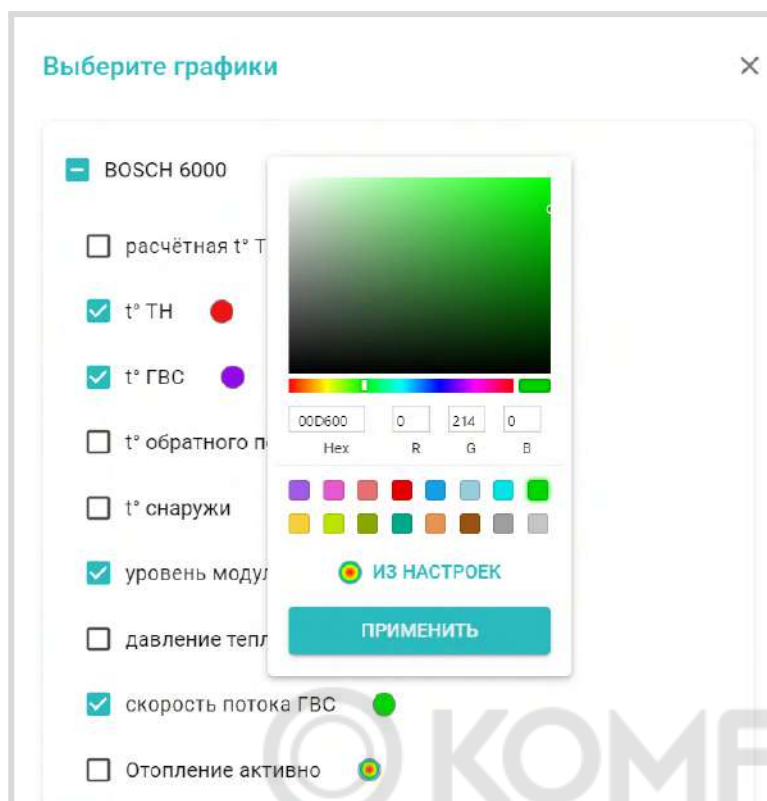 Выберите графики
BOSCH 6000
расчётная t° Т
t° ТН
t° ГВС
00D600 0 214 0
Hex R G B
t° обратного п
t° снаружи
уровень модул
ИЗ НАСТРОЕК
ПРИМЕНИТЬ
давление тепл
скорость потока ГВС
Отопление активно
KOMF